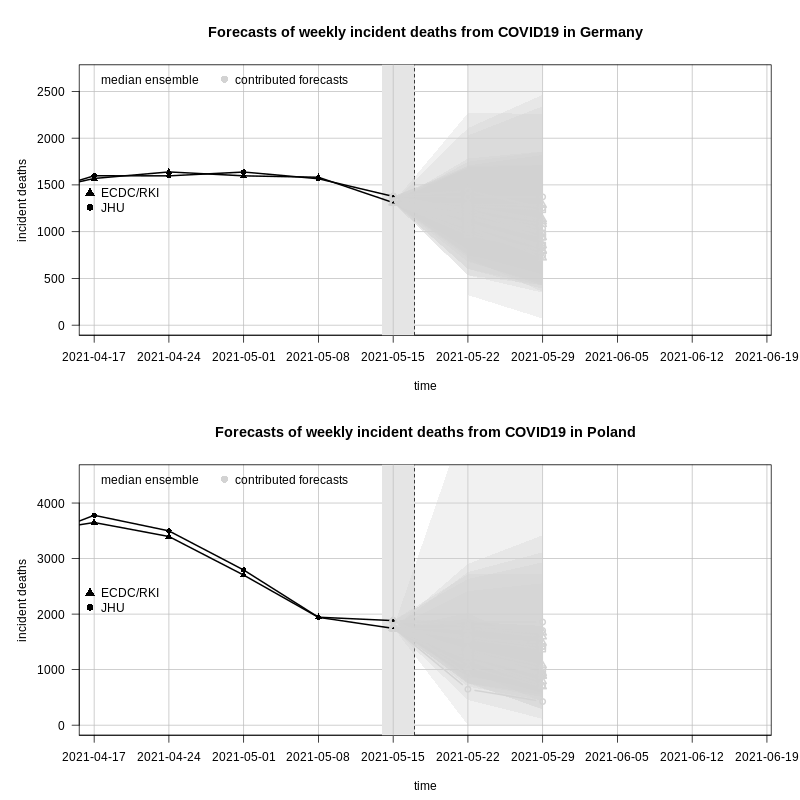 Forecasts of weekly incident deaths from COVID19 in Germany
median ensemble contributed forecasts
2500
2000
1500
1000
500
0
incident deaths
ECDC/RKI
JHU
2021-04-17 2021-04-24 2021-05-01 2021-05-08 2021-05-15 2021-05-22 2021-05-29 2021-06-05 2021-06-12 2021-06-19
time
Forecasts of weekly incident deaths from COVID19 in Poland
median ensemble contributed forecasts
4000
3000
2000
1000
0
incident deaths
ECDC/RKI
JHU
2021-04-17 2021-04-24 2021-05-01 2021-05-08 2021-05-15 2021-05-22 2021-05-29 2021-06-05 2021-06-12 2021-06-19
time